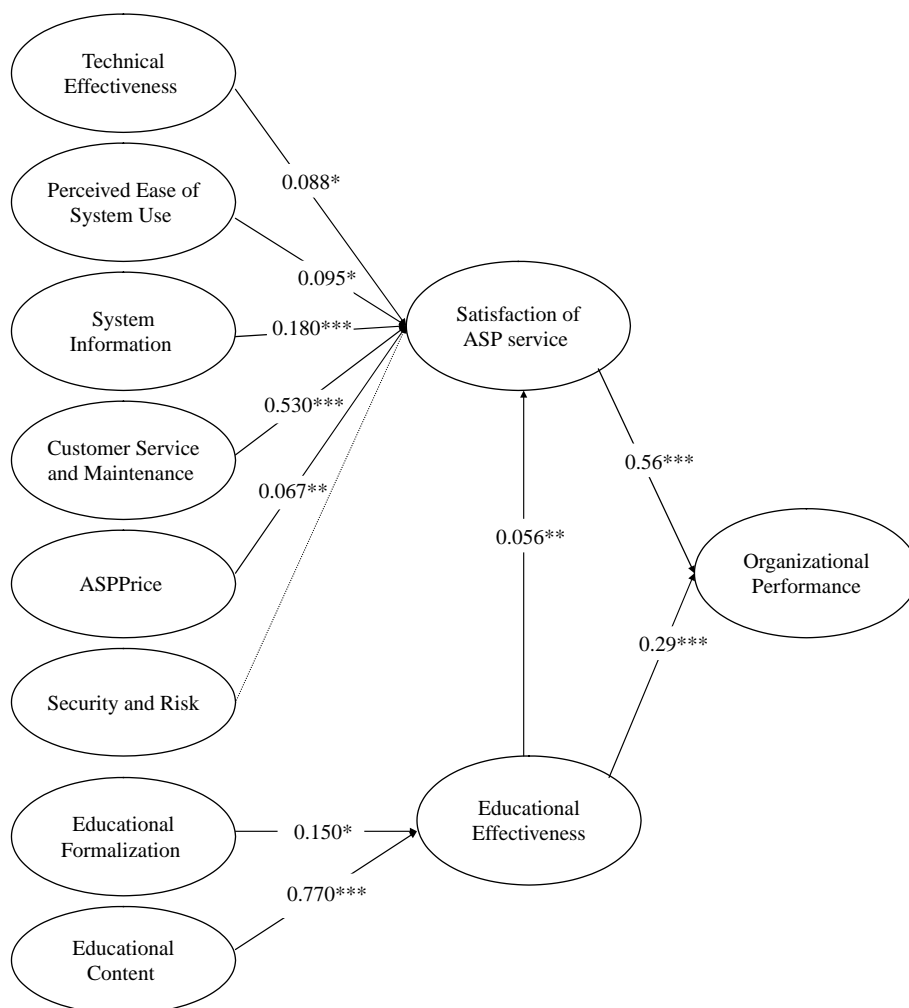 Technical
Effectiveness
0.088*
Perceived Ease of
System Use
0.095*
System
Information
0.180***
Satisfaction of
ASP service
Customer Service
and Maintenance
0.530***
0.067**
0.56***
0.056**
ASPPrice
Organizational
Performance
0.29***
Security and Risk
Educational
Formalization
0.150*
Educational
Effectiveness
0.770***
Educational
Content